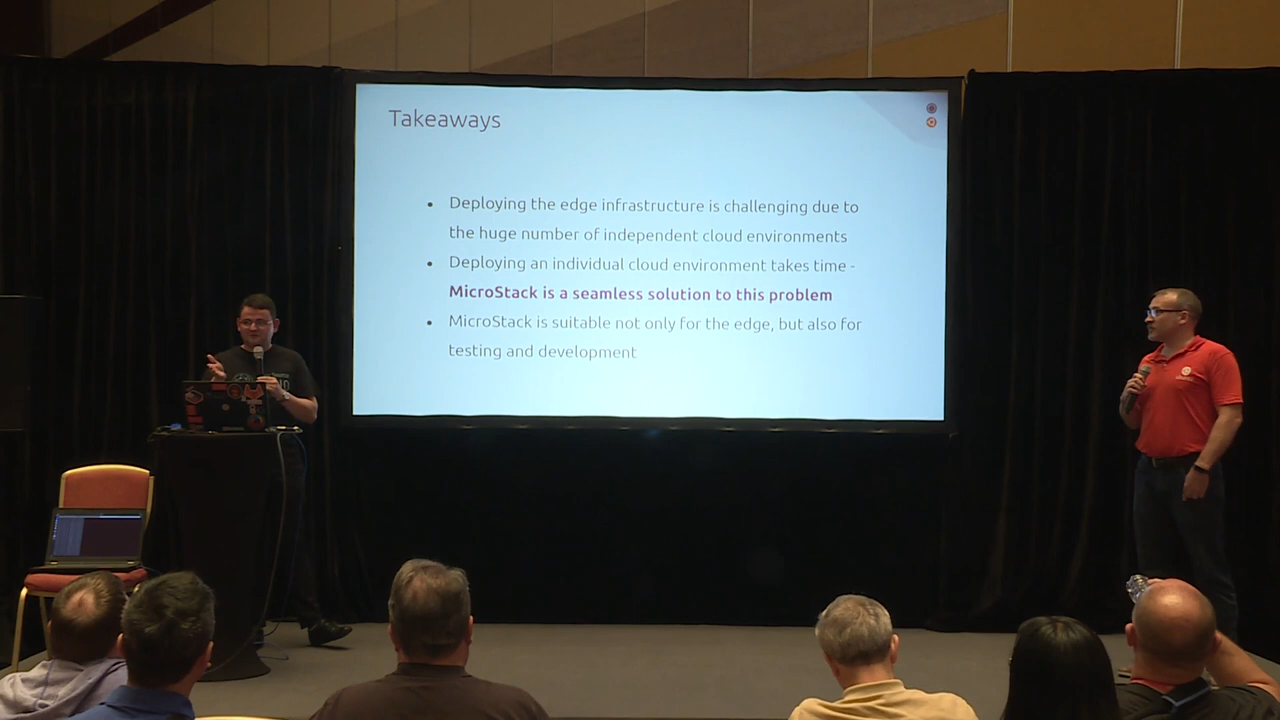 Takeaways
• Deploying the edge infrastructure is challenging due to
the huge number of independent cloud environments
• Deploying an individual cloud environment takes time -
MicroStack is a seamless solution to this problem
• MicroStack is suitable not only for the edge, but also for
testing and development